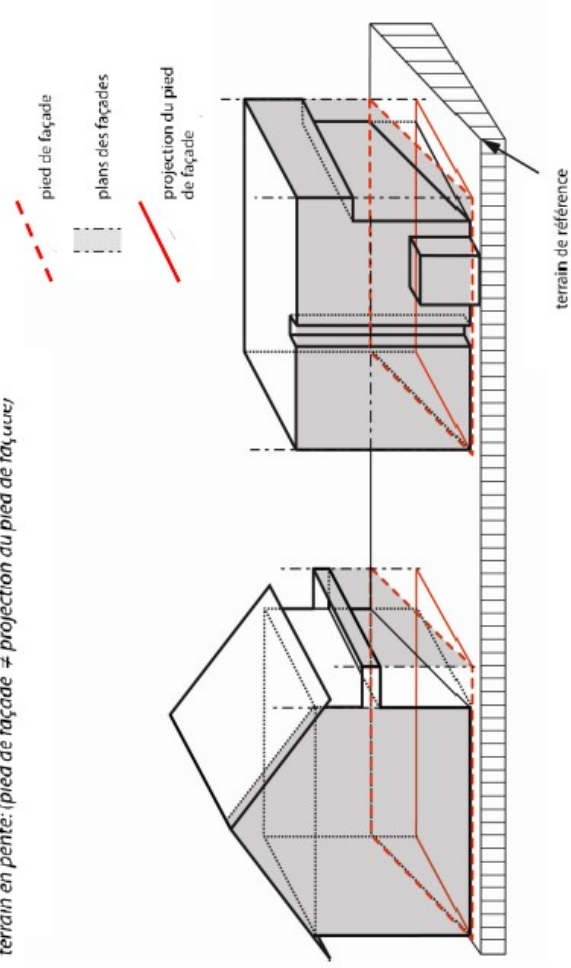 terrain en pente: (pied de façade ≠ projection du pied de façade)
pied de façade
plans des façades
projection du pied
de façade
terrain de référence